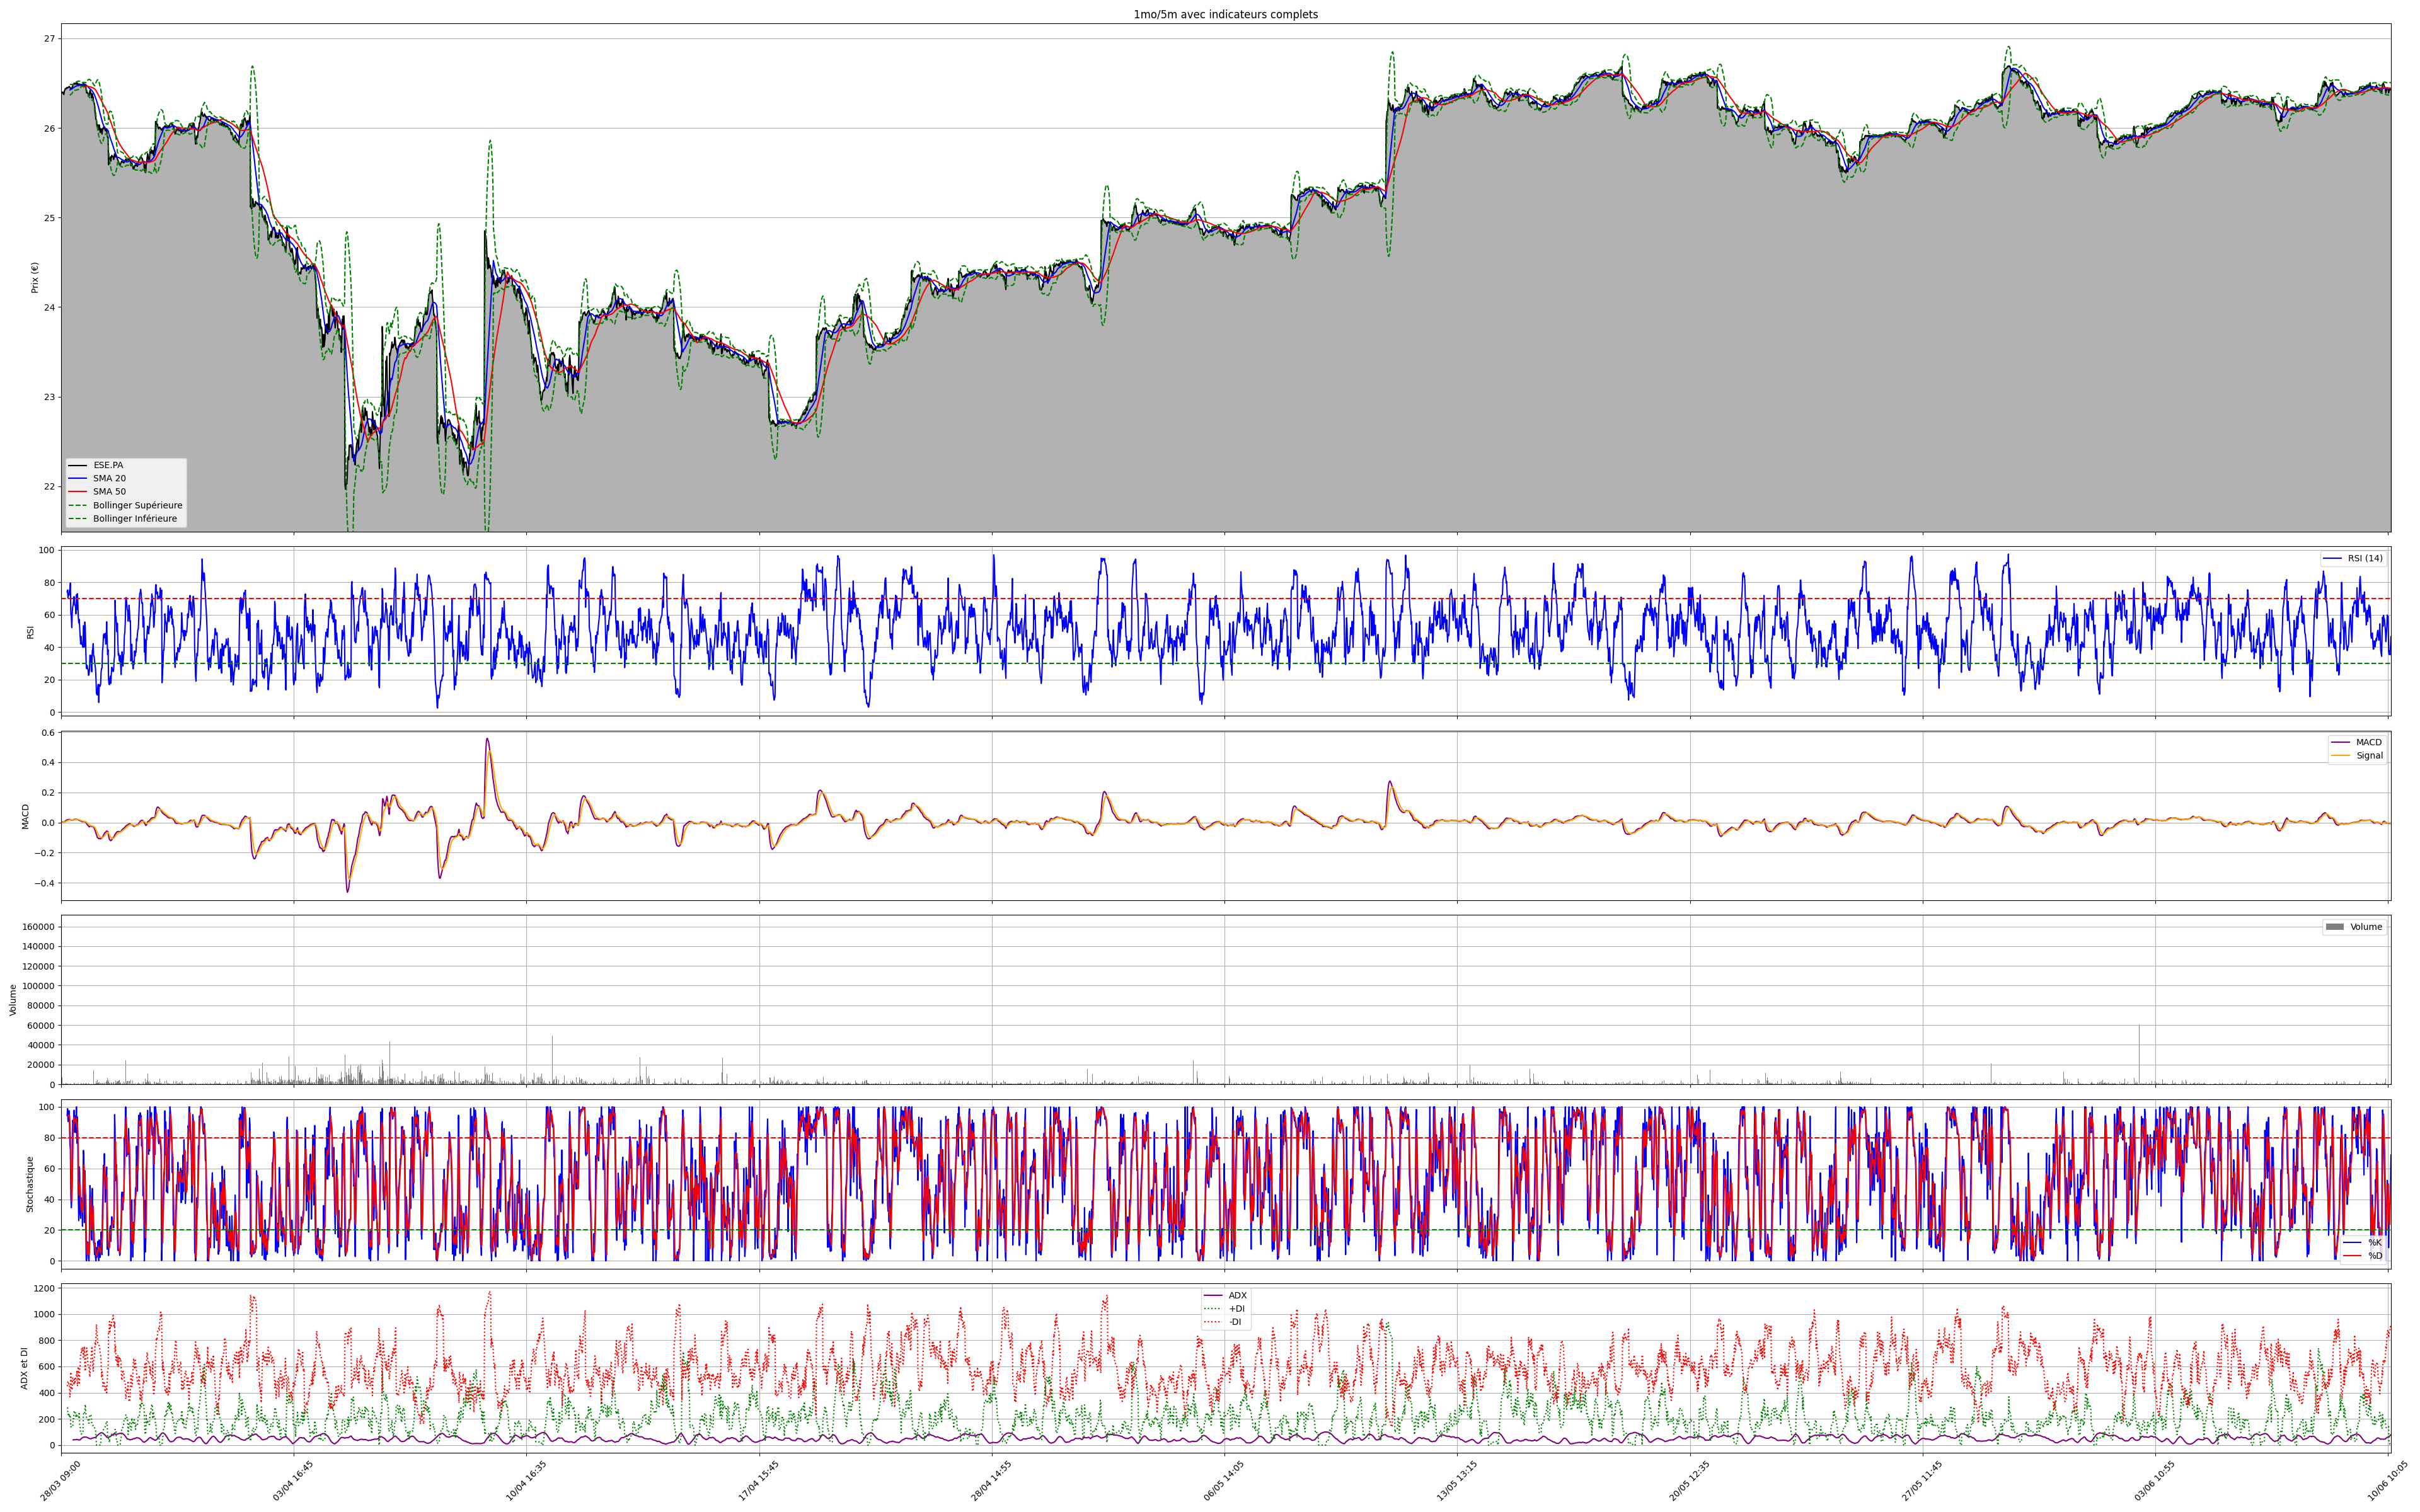 1mo/5m avec indicateurs complets
Prix (€)
27
26
25
24
23
22
ESE.PA
SMA 20
SMA 50
Bollinger Supérieure
Bollinger Inférieure
RSI
100
80
60
40
20
0
RSI (14)
MACD
0.6
0.4
0.2
0.0
−0.2
−0.4
MACD
Signal
Volume
160000
140000
120000
100000
80000
60000
40000
20000
0
Volume
Stochastique
100
80
60
40
20
0
%K
%D
ADX et DI
1200
1000
800
600
400
200
0
ADX
+DI
-DI
28/03 09:00
03/04 16:45
10/04 16:35
17/04 15:45
28/04 14:55
06/05 14:05
13/05 13:15
20/05 12:35
27/05 11:45
03/06 10:55
10/06 10:05